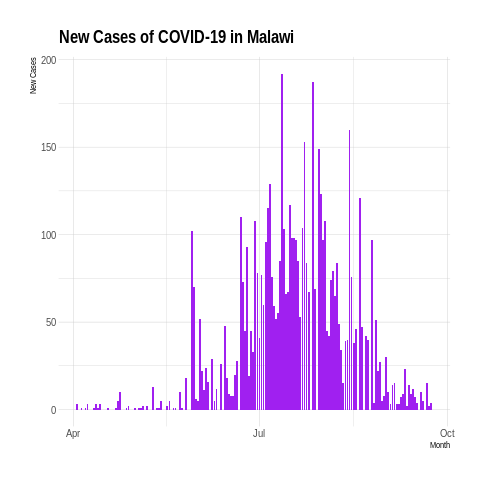 New Cases of COVID-19 in Malawi
New Cases
200
150
100
50
0
Apr
Jul
Oct
Month